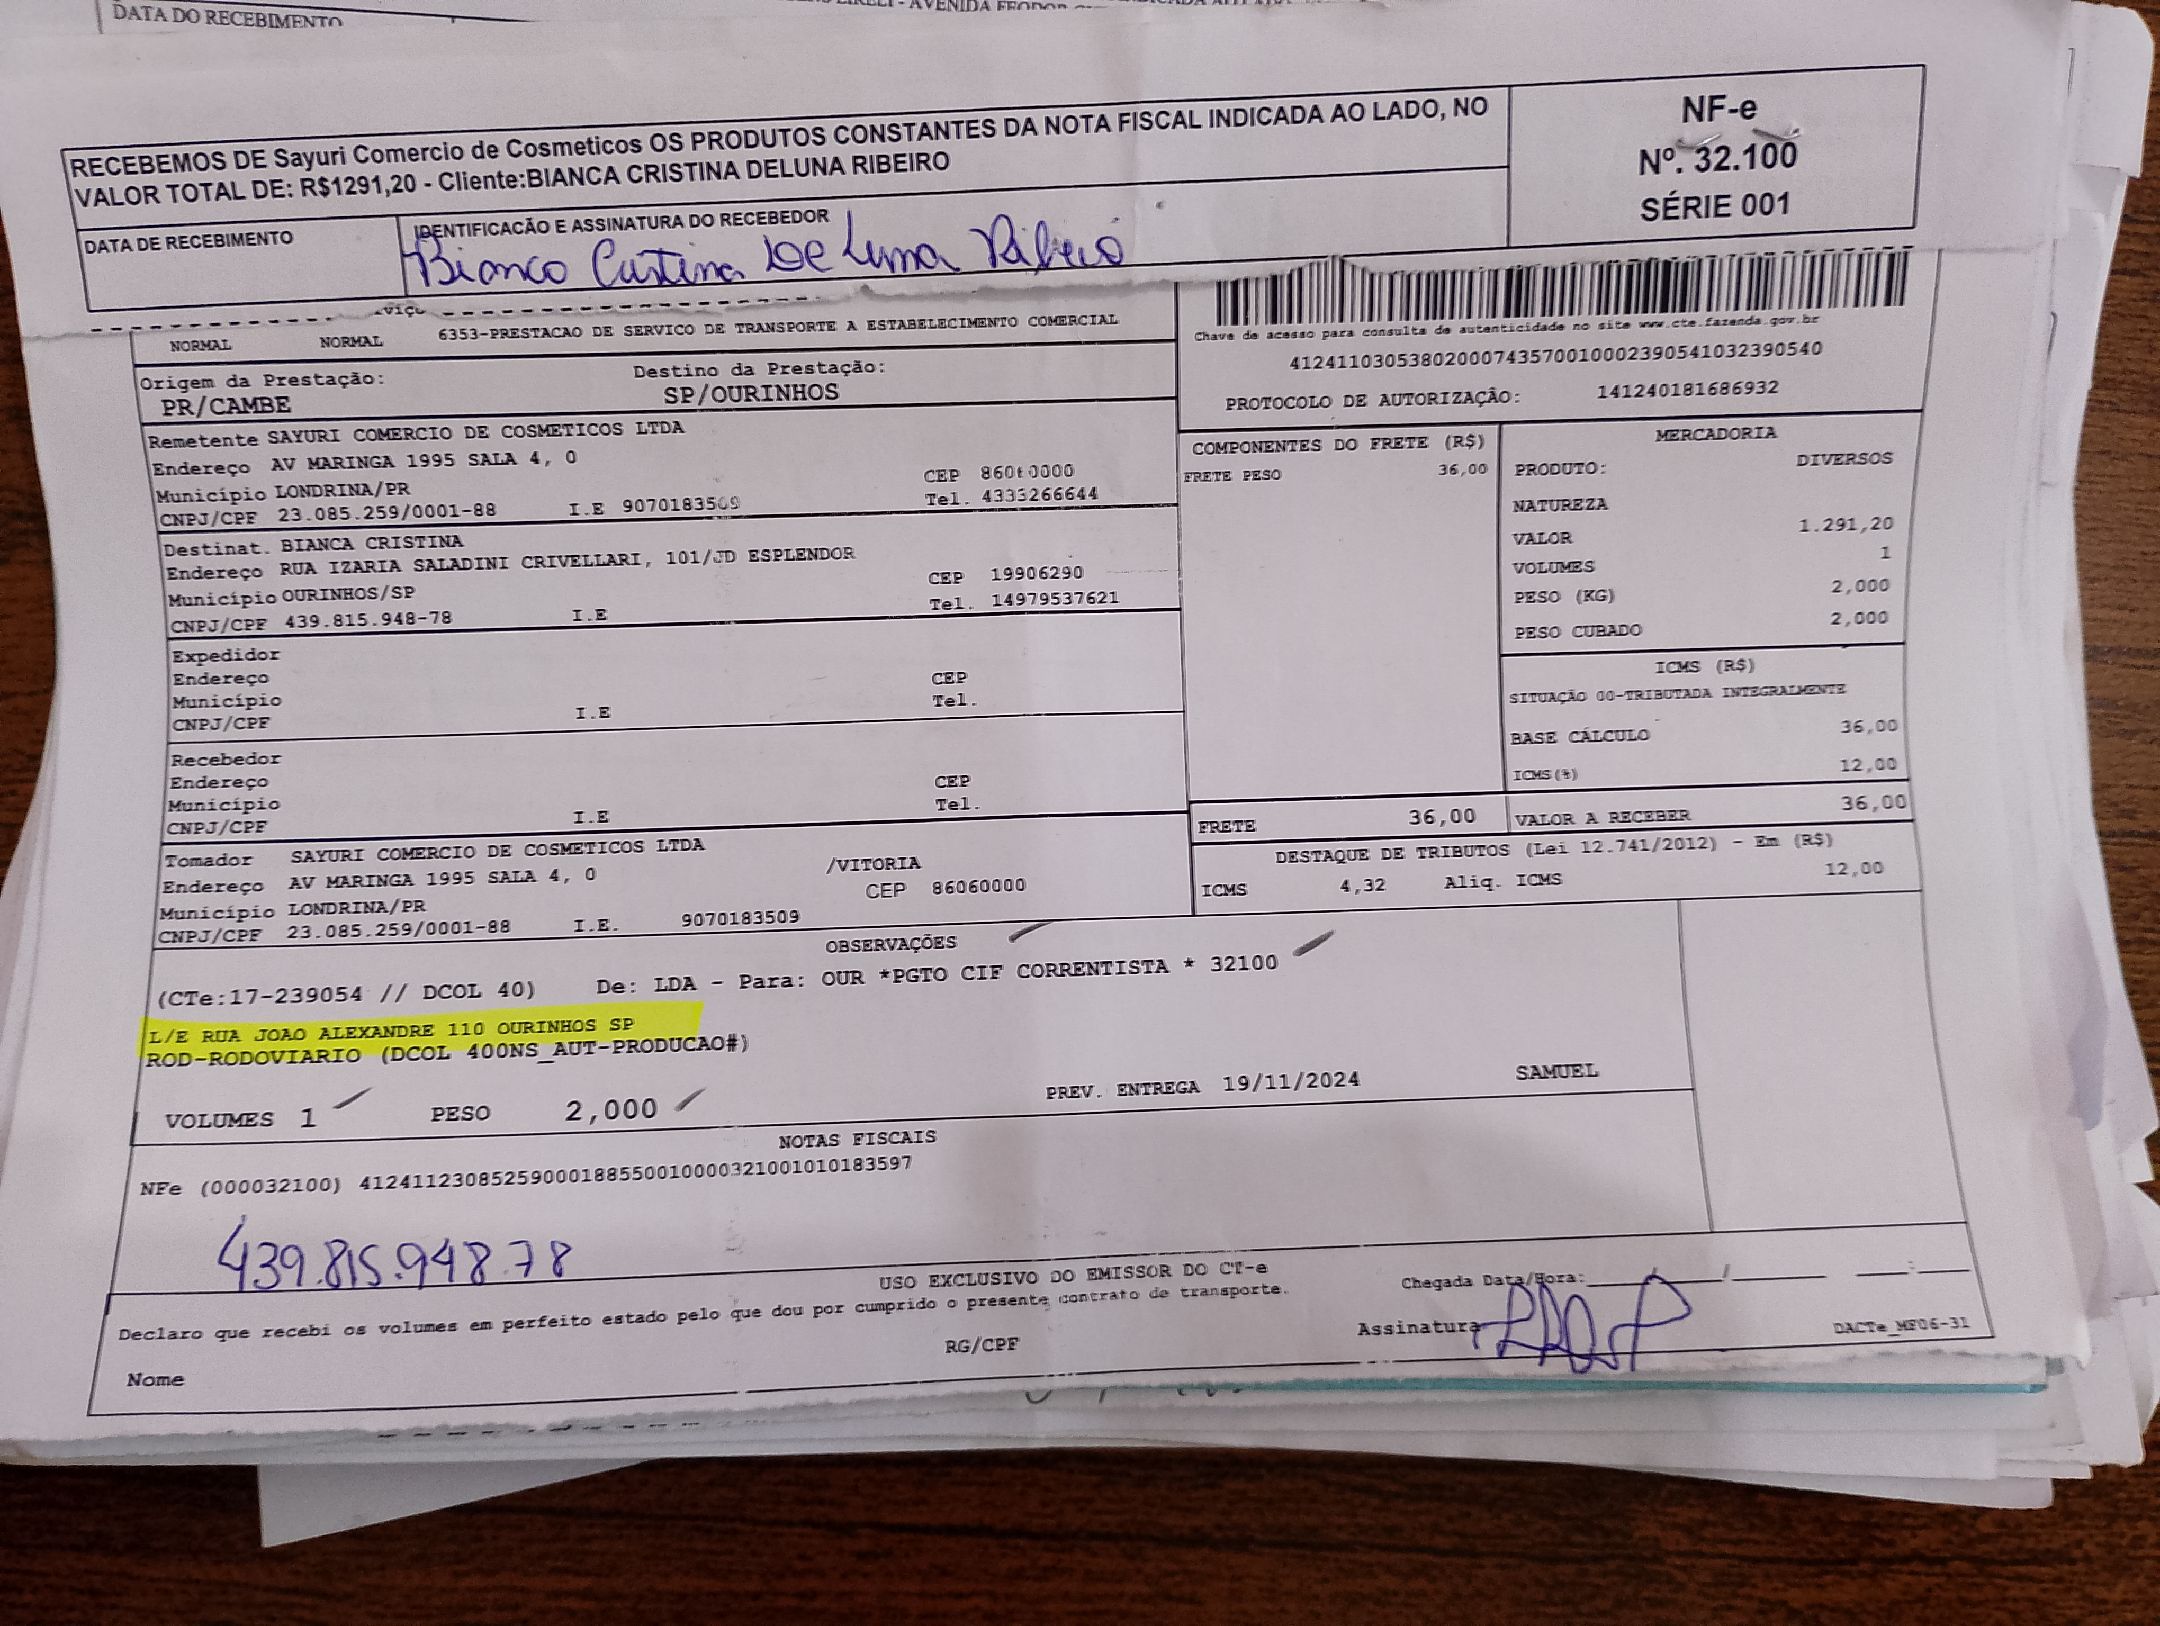 DATA DO RECEBIMENTO
RECEBEMOS DE Sayuri Comercio de Cosmeticos OS PRODUTOS CONSTANTES DA NOTA FISCAL INDICADA AO LADO, NO
VALOR TOTAL DE: R$1291,20 - Cliente:BIANCA CRISTINA DELUNA RIBEIRO
NF-e
Nº. 32.100
SÉRIE 001
DATA DE RECEBIMENTO
IDENTIFICACÃO E ASSINATURA DO RECEBEDOR
Bianca Cristina De Luna Ribeiro
NORMAL NORMAL 6353-PRESTACAO DE SERVICO DE TRANSPORTE A ESTABELECIMENTO COMERCIAL
Chave de acesso para consulta de autenticidade no site www.cte.fazenda.gov.br
41241103053802000743570010002390541032390540
PROTOCOLO DE AUTORIZAÇÃO: 141240181686932
Origem da Prestação: Destino da Prestação:
PR/CAMBE SP/OURINHOS
Remetente SAYURI COMERCIO DE COSMETICOS LTDA
Endereço AV MARINGA 1995 SALA 4, 0
CEP 86060000
Município LONDRINA/PR
Tel. 4333266644
CNPJ/CPF 23.085.259/0001-88 I.E 9070183509
Destinat. BIANCA CRISTINA
Endereço RUA IZARIA SALADINI CRIVELLARI, 101/JD ESPLENDOR
CEP 19906290
Município OURINHOS/SP
Tel. 14979537621
CNPJ/CPF 439.815.948-78 I.E
Expedidor
Endereço CEP
Município Tel.
CNPJ/CPF I.E
Recebedor
Endereço CEP
Município Tel.
CNPJ/CPF I.E
Tomador SAYURI COMERCIO DE COSMETICOS LTDA
Endereço AV MARINGA 1995 SALA 4, 0 /VITORIA
Município LONDRINA/PR CEP 86060000
CNPJ/CPF 23.085.259/0001-88 I.E. 9070183509
COMPONENTES DO FRETE (R$)
FRETE PESO 36,00
MERCADORIA
PRODUTO: DIVERSOS
NATUREZA
VALOR 1.291,20
VOLUMES 1
PESO (KG) 2,000
PESO CUBADO 2,000
ICMS (R$)
SITUAÇÃO 00-TRIBUTADA INTEGRALMENTE
BASE CÁLCULO 36,00
ICMS(%) 12,00
FRETE 36,00 VALOR A RECEBER 36,00
DESTAQUE DE TRIBUTOS (Lei 12.741/2012) - Em (R$)
ICMS 4,32 Aliq. ICMS 12,00
OBSERVAÇÕES
(CTe:17-239054 // DCOL 40) De: LDA - Para: OUR *PGTO CIF CORRENTISTA * 32100
L/E RUA JOAO ALEXANDRE 110 OURINHOS SP
ROD-RODOVIARIO (DCOL 400NS_AUT-PRODUCAO#)
VOLUMES 1 PESO 2,000 PREV. ENTREGA 19/11/2024 SAMUEL
NOTAS FISCAIS
NFe (000032100) 41241123085259000188550010000321001010183597
439.815.948.78
USO EXCLUSIVO DO EMISSOR DO CT-e
Declaro que recebi os volumes em perfeito estado pelo que dou por cumprido o presente contrato de transporte.
Chegada Data/Hora:___/___/___ __:__
Nome RG/CPF Assinatura
DACTe_MF06-31